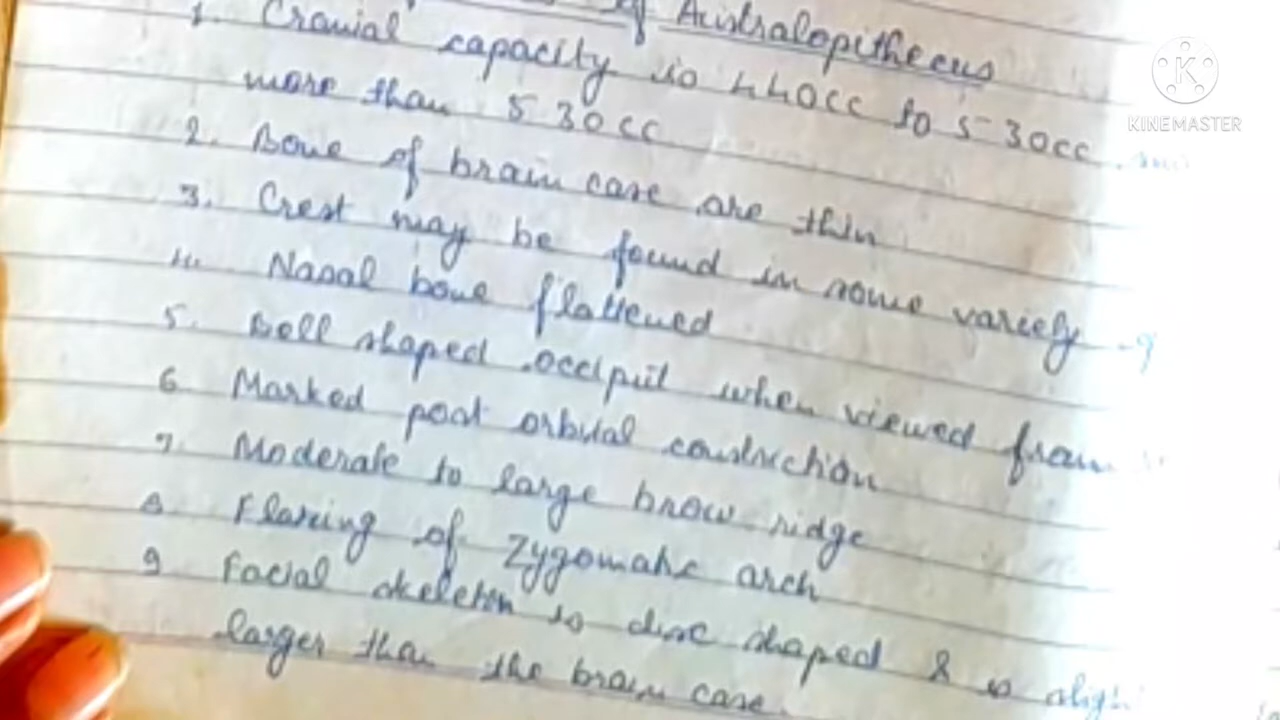 of Australopithecus
1. Cranial capacity is 440cc to 530cc
more than 530cc
2. Bone of brain case are thin
3. Crest may be found in some variety
4. Nasal bone flattened
5. Bell shaped occiput when viewed from
6 Marked post orbital constriction
7. Moderate to large brow ridge
8 Flaring of Zygomatic arch
9 Facial skeleton is disc shaped & is
larger than the brain case.
K
KINEMASTER